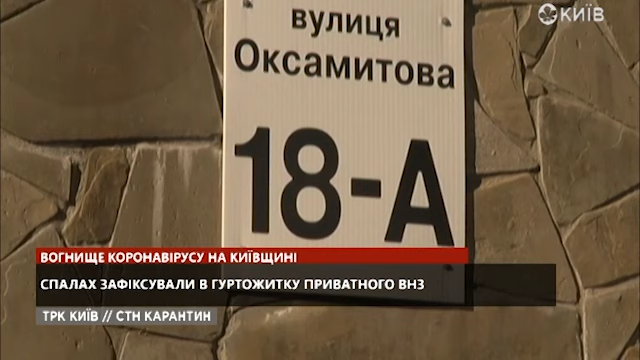 КИЇВ
вулиця
Оксамитова
18-А
ВОГНИЩЕ КОРОНАВІРУСУ НА КИЇВЩИНІ
СПАЛАХ ЗАФІКСУВАЛИ В ГУРТОЖИТКУ ПРИВАТНОГО ВНЗ
ТРК КИЇВ // СТН КАРАНТИН